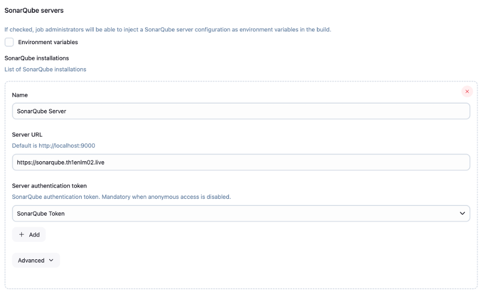 SonarQube servers
If checked, job administrators will be able to inject a SonarQube server configuration as environment variables in the build.
Environment variables
SonarQube installations
List of SonarQube installations
Name
SonarQube Server
Server URL
Default is http://localhost:9000
https://sonarqube.th1enlm02.live
Server authentication token
SonarQube authentication token. Mandatory when anonymous access is disabled.
SonarQube Token
+ Add
Advanced